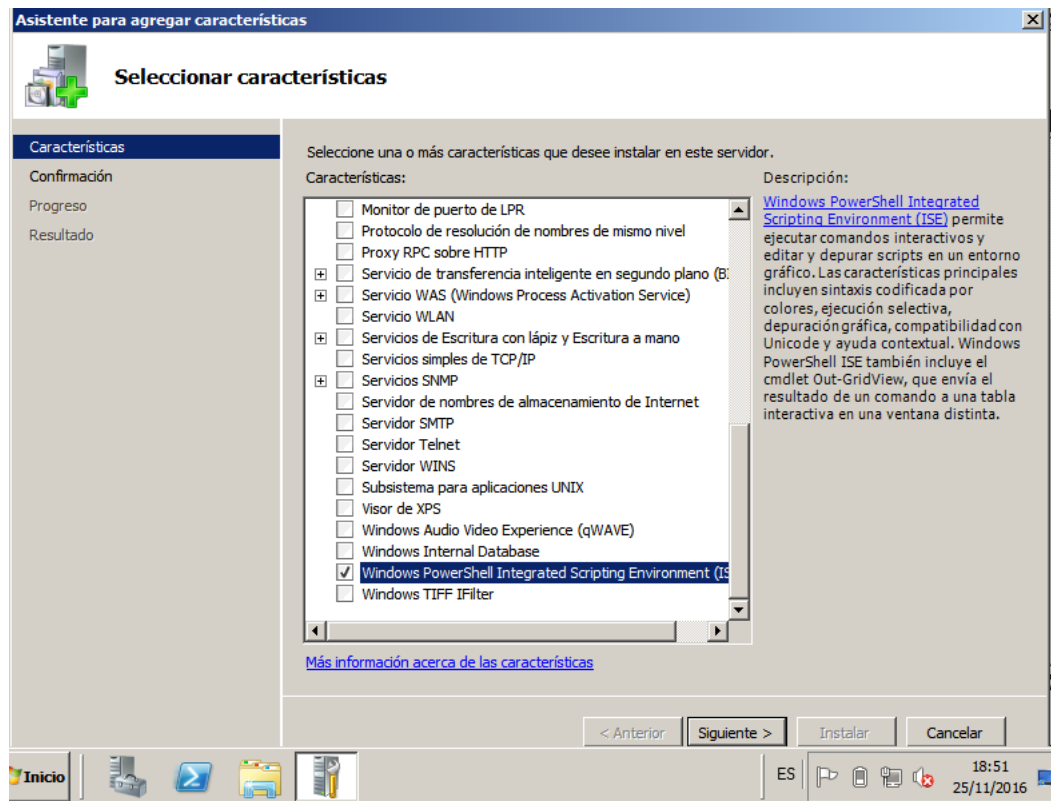 Asistente para agregar características
Seleccionar características
Características
Confirmación
Progreso
Resultado
Seleccione una o más características que desee instalar en este servidor.
Características:
Monitor de puerto de LPR
Protocolo de resolución de nombres de mismo nivel
Proxy RPC sobre HTTP
Servicio de transferencia inteligente en segundo plano (BI
Servicio WAS (Windows Process Activation Service)
Servicio WLAN
Servicios de Escritura con lápiz y Escritura a mano
Servicios simples de TCP/IP
Servicios SNMP
Servidor de nombres de almacenamiento de Internet
Servidor SMTP
Servidor Telnet
Servidor WINS
Subsistema para aplicaciones UNIX
Visor de XPS
Windows Audio Video Experience (qWAVE)
Windows Internal Database
Windows PowerShell Integrated Scripting Environment (IS
Windows TIFF IFilter
Más información acerca de las características
Descripción:
Windows PowerShell Integrated
Scripting Environment (ISE) permite
ejecutar comandos interactivos y
editar y depurar scripts en un entorno
gráfico. Las características principales
incluyen sintaxis codificada por
colores, ejecución selectiva,
depuración gráfica, compatibilidad con
Unicode y ayuda contextual. Windows
PowerShell ISE también incluye el
cmdlet Out-GridView, que envía el
resultado de un comando a una tabla
interactiva en una ventana distinta.
< Anterior
Siguiente >
Instalar
Cancelar
Inicio
ES
18:51
25/11/2016